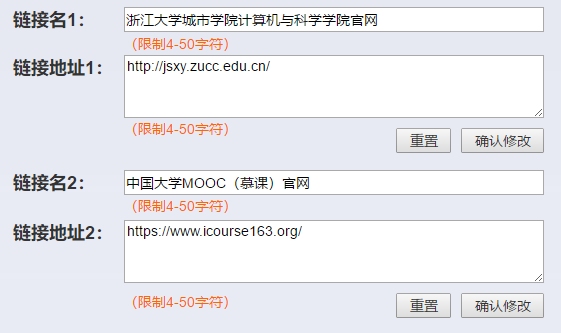 链接名1： 浙江大学城市学院计算机与科学学院官网
（限制4-50字符）
链接地址1： http://jsxy.zucc.edu.cn/
（限制4-50字符）
重置 确认修改
链接名2： 中国大学MOOC（慕课）官网
（限制4-50字符）
链接地址2： https://www.icourse163.org/
（限制4-50字符）
重置 确认修改